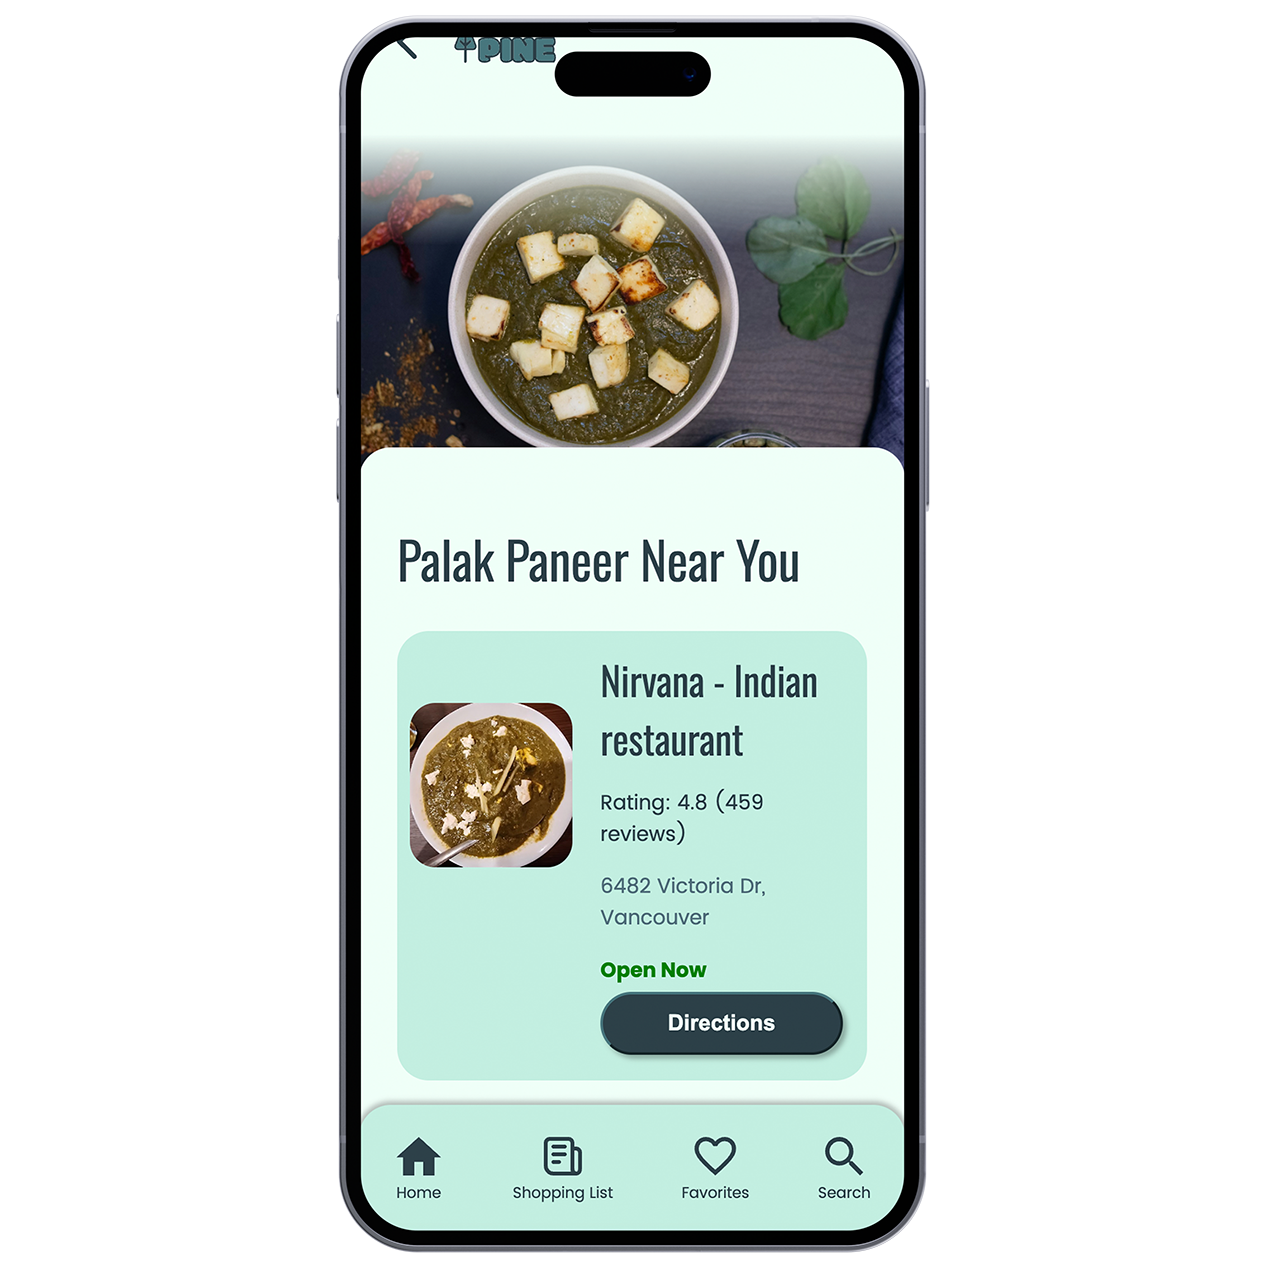 PINE
Palak Paneer Near You
Nirvana - Indian
restaurant
Rating: 4.8 (459
reviews)
6482 Victoria Dr,
Vancouver
Open Now
Directions
Home
Shopping List
Favorites
Search